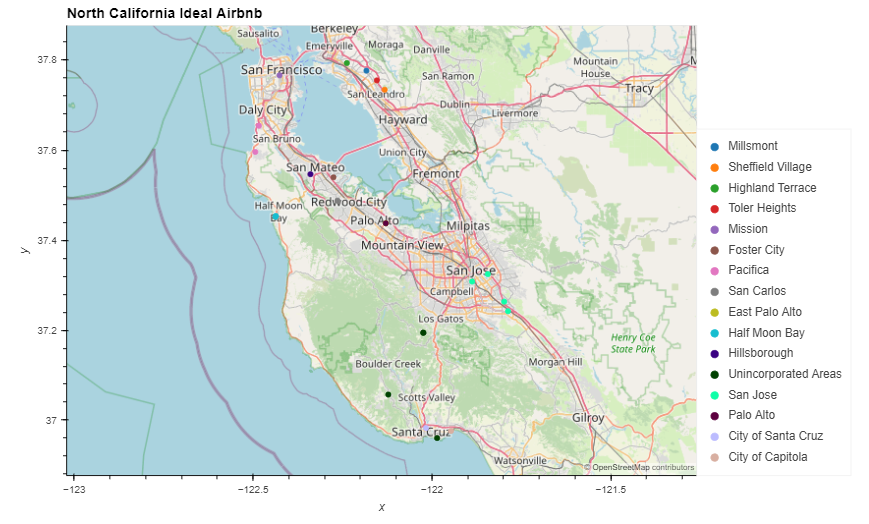 North California Ideal Airbnb
Berkeley
Sausalito
Emeryville
Moraga
Danville
37.8
San Francisco
San Ramon
Mountain
House
San Leandro
Tracy
Dublin
Daly City
Livermore
Hayward
San Bruno
37.6
Union City
San Mateo
Fremont
Redwood City
Half Moon
Bay
Palo Alto
Milpitas
37.4
Mountain View
San Jose
Campbell
Los Gatos
37.2
Henry Coe
State Park
Boulder Creek
Morgan Hill
Scotts Valley
Gilroy
37
Santa Cruz
Watsonville
© OpenStreetMap contributors
−123
−122.5
−122
−121.5
x
y
Millsmont
Sheffield Village
Highland Terrace
Toler Heights
Mission
Foster City
Pacifica
San Carlos
East Palo Alto
Half Moon Bay
Hillsborough
Unincorporated Areas
San Jose
Palo Alto
City of Santa Cruz
City of Capitola